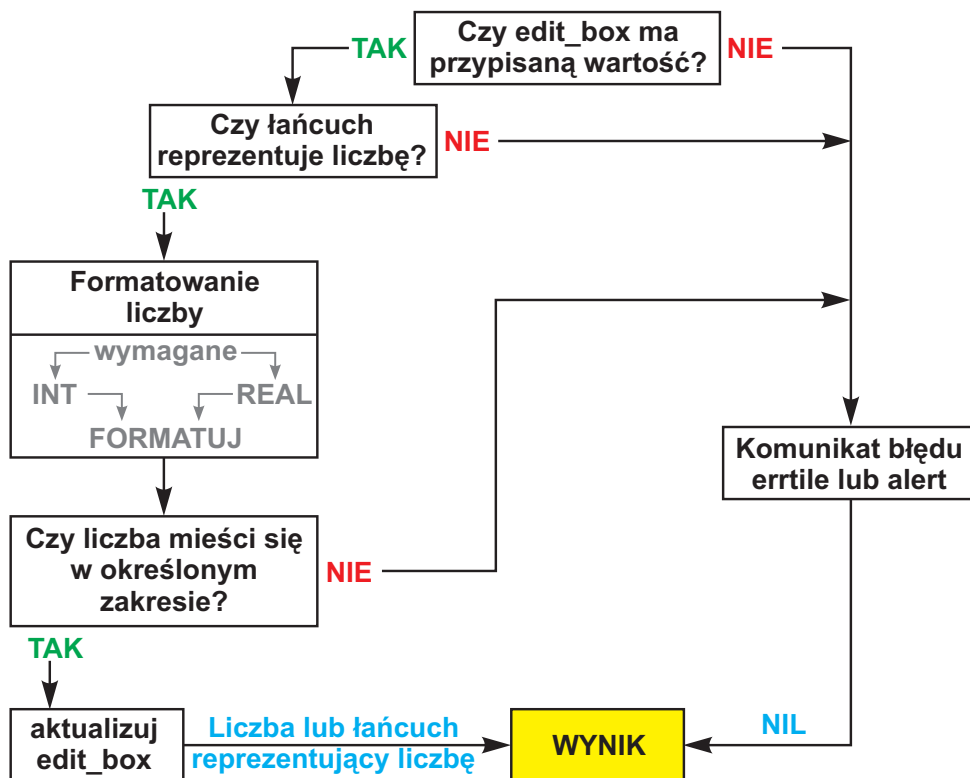 Czy edit_box ma
przypisaną wartość?
TAK
NIE
Czy łańcuch
reprezentuje liczbę?
NIE
TAK
Formatowanie
liczby
wymagane
INT
REAL
FORMATUJ
Komunikat błędu
errtile lub alert
Czy liczba mieści się
w określonym
zakresie?
NIE
TAK
aktualizuj
edit_box
Liczba lub łańcuch
reprezentujący liczbę
WYNIK
NIL